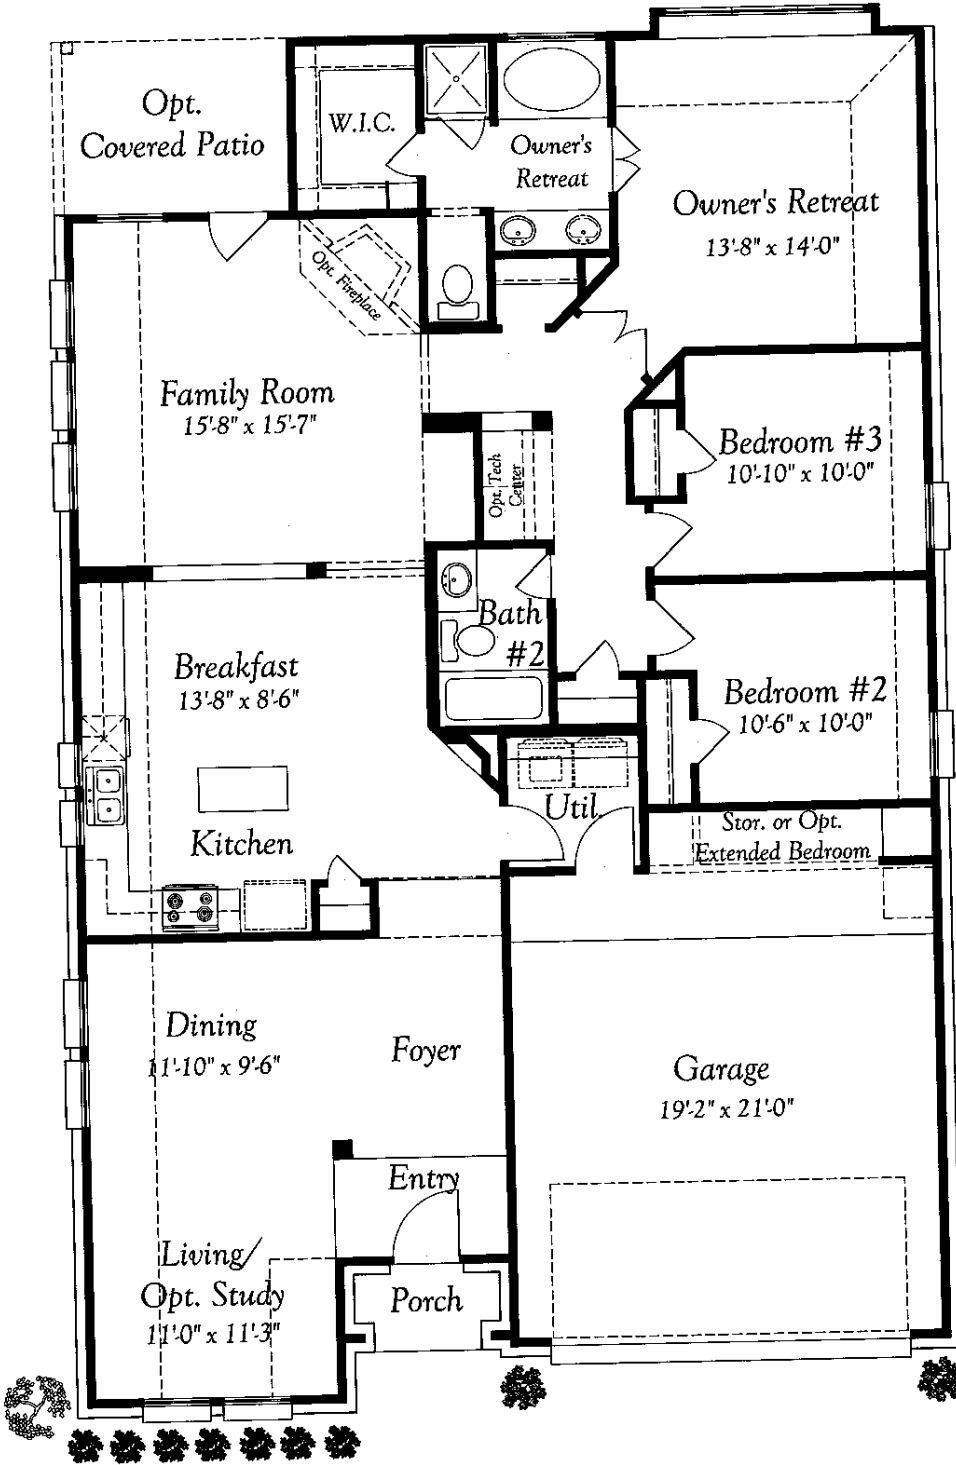 Opt.
Covered Patio
W.I.C.
Owner's
Retreat
Owner's Retreat
13'-8" x 14'-0"
Opt. Fireplace
Family Room
15'-8" x 15'-7"
Opt. Tech
Center
Bedroom #3
10'-10" x 10'-0"
Bath
#2
Breakfast
13'-8" x 8'-6"
Bedroom #2
10'-6" x 10'-0"
Util.
Kitchen
Stor. or Opt.
Extended Bedroom
Dining
11'-10" x 9'-6"
Foyer
Garage
19'-2" x 21'-0"
Entry
Living/
Opt. Study
11'-0" x 11'-3"
Porch